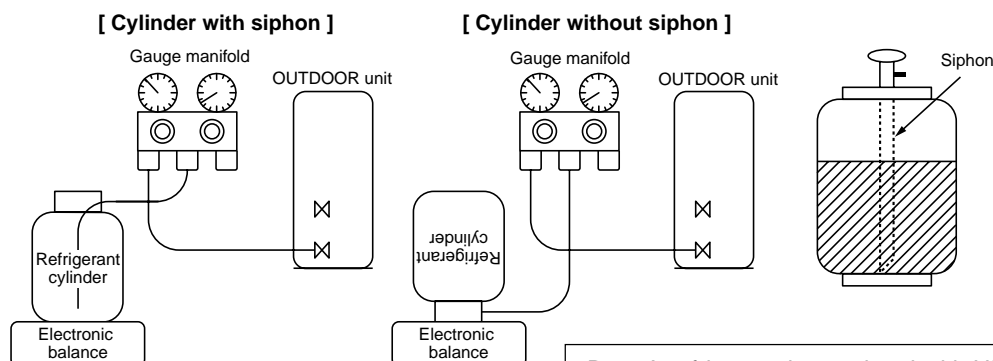 [ Cylinder with siphon ]
Gauge manifold
OUTDOOR unit
Refrigerant
cylinder
Electronic
balance
[ Cylinder without siphon ]
Gauge manifold
OUTDOOR unit
Refrigerant
cylinder
Electronic
balance
Siphon